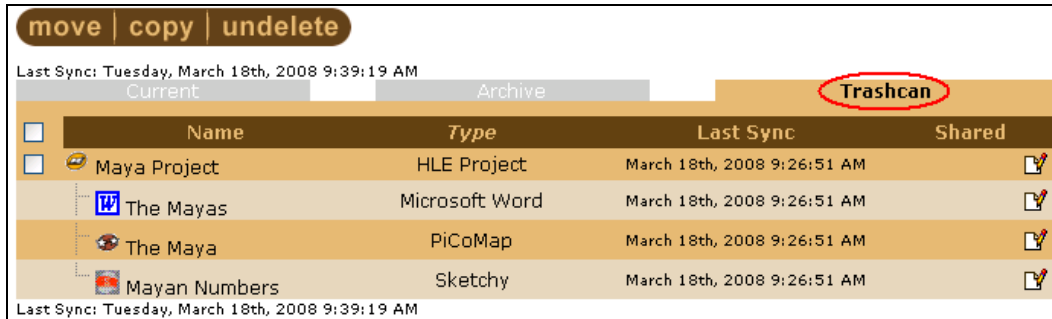 move copy undelete
Last Sync: Tuesday, March 18th, 2008 9:39:19 AM
Current Archive Trashcan
Name Type Last Sync Shared
Maya Project HLE Project March 18th, 2008 9:26:51 AM
The Mayas Microsoft Word March 18th, 2008 9:26:51 AM
The Maya PiCoMap March 18th, 2008 9:26:51 AM
Mayan Numbers Sketchy March 18th, 2008 9:26:51 AM
Last Sync: Tuesday, March 18th, 2008 9:39:19 AM